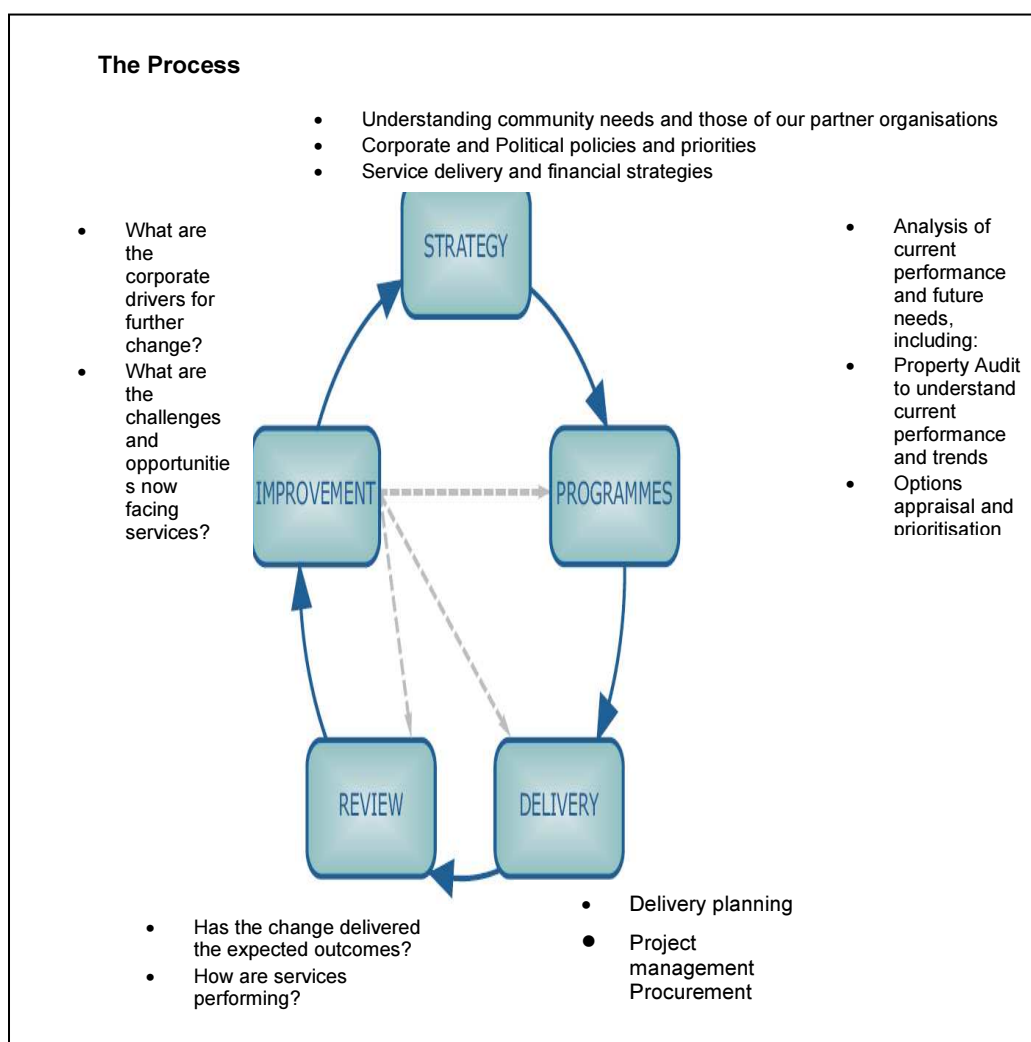 The Process
• Understanding community needs and those of our partner organisations
• Corporate and Political policies and priorities
• Service delivery and financial strategies
• What are
the
corporate
drivers for
further
change?
• What are
the
challenges
and
opportunitie
s now
facing
services?
STRATEGY
• Analysis of
current
performance
and future
needs,
including:
• Property Audit
to understand
current
performance
and trends
• Options
appraisal and
prioritisation
IMPROVEMENT
PROGRAMMES
REVIEW
DELIVERY
• Has the change delivered
the expected outcomes?
• How are services
performing?
• Delivery planning
• Project
management
Procurement